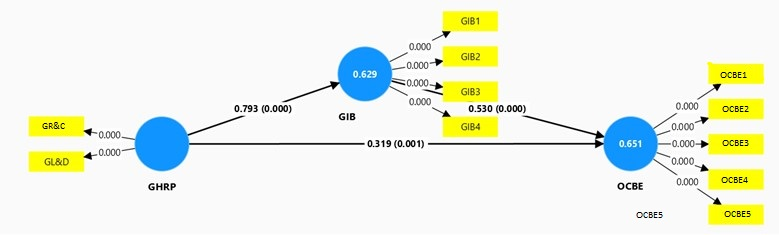 GIB1
0.000
GIB2
0.000
0.629
0.000
GIB3
0.000
GIB4
GIB
0.793 (0.000)
0.530 (0.000)
OCBE1
0.000
OCBE2
0.000
0.651
0.000
OCBE3
0.000
OCBE4
0.000
OCBE5
OCBE
OCBE5
GR&C
0.000
0.000
GL&D
GHRP
0.319 (0.001)